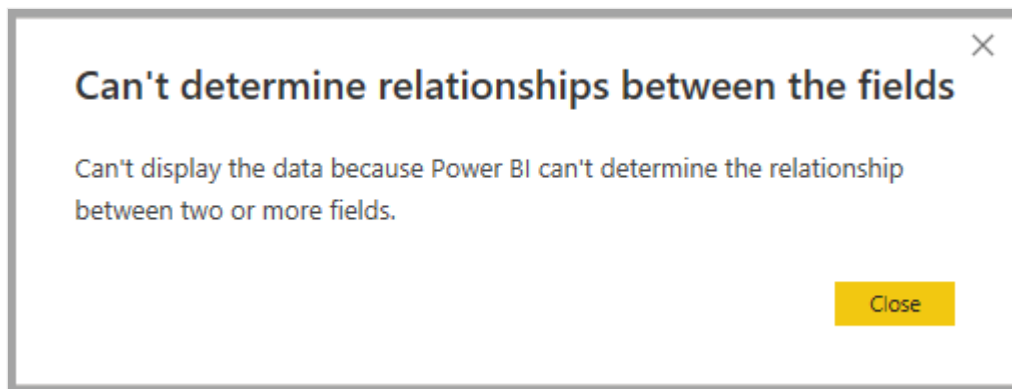 Can't determine relationships between the fields
Can't display the data because Power BI can't determine the relationship
between two or more fields.
Close